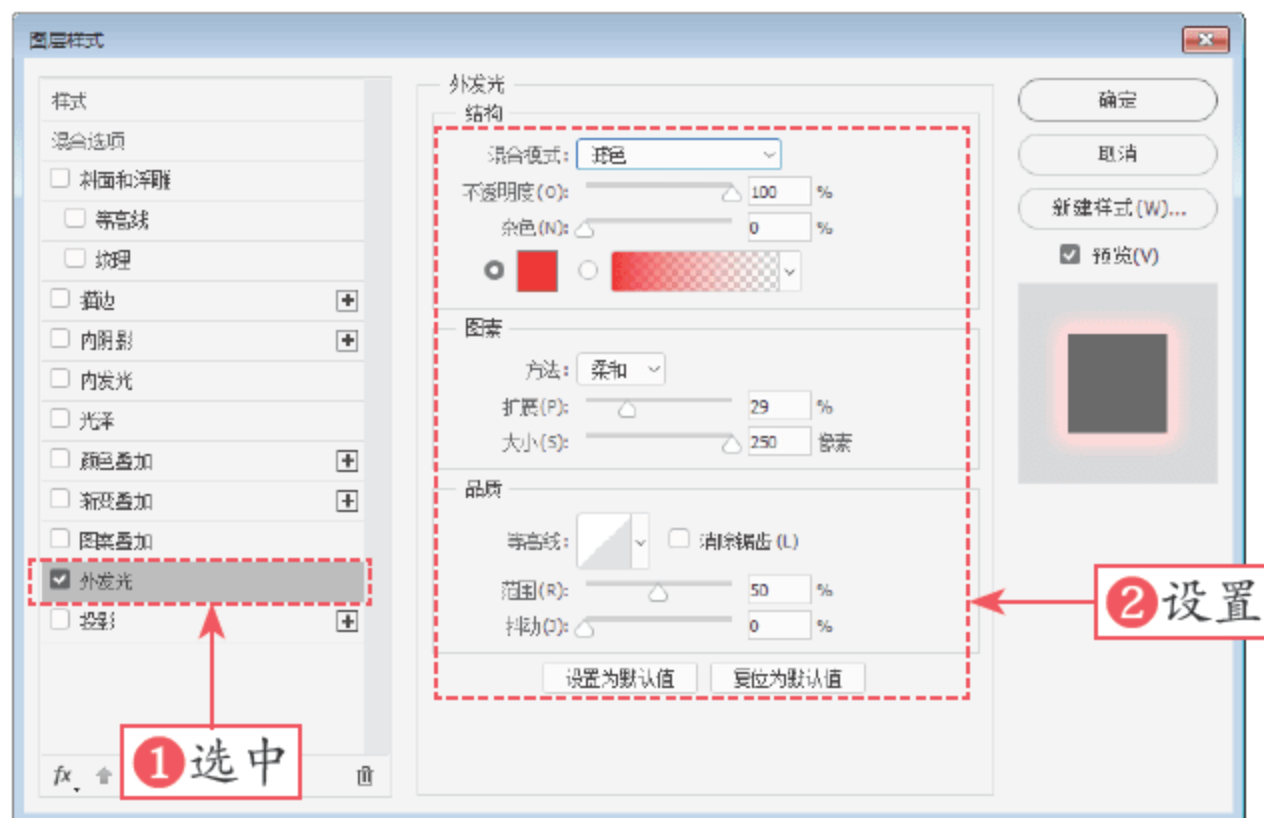 图层样式
样式
混合选项
斜面和浮雕
等高线
纹理
描边
内阴影
内发光
光泽
颜色叠加
渐变叠加
图案叠加
外发光
投影
fx
❶选中
外发光
结构
混合模式: 滤色
不透明度(O): 100 %
杂色(N): 0 %
图素
方法: 柔和
扩展(P): 29 %
大小(S): 250 像素
品质
等高线: 消除锯齿(L)
范围(R): 50 %
抖动(J): 0 %
设置为默认值 复位为默认值
确定
取消
新建样式(W)...
预览(V)
❷设置